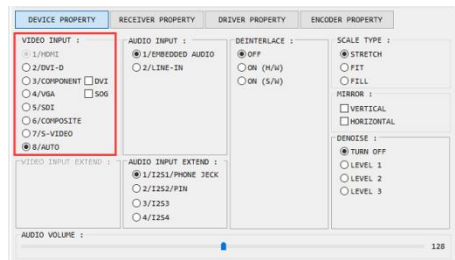 DEVICE PROPERTY
RECEIVER PROPERTY
DRIVER PROPERTY
ENCODER PROPERTY
VIDEO INPUT :
1/HDMI
2/DVI-D
3/COMPONENT DVI
4/VGA SOG
5/SDI
6/COMPOSITE
7/S-VIDEO
8/AUTO
VIDEO INPUT EXTEND :
AUDIO INPUT :
1/EMBEDDED AUDIO
2/LINE-IN
AUDIO INPUT EXTEND :
1/I2S1/PHONE JECK
2/I2S2/PIN
3/I2S3
4/I2S4
DEINTERLACE :
OFF
ON (H/W)
ON (S/W)
SCALE TYPE :
STRETCH
FIT
FILL
MIRROR :
VERTICAL
HORIZONTAL
DENOISE :
TURN OFF
LEVEL 1
LEVEL 2
LEVEL 3
AUDIO VOLUME :
128